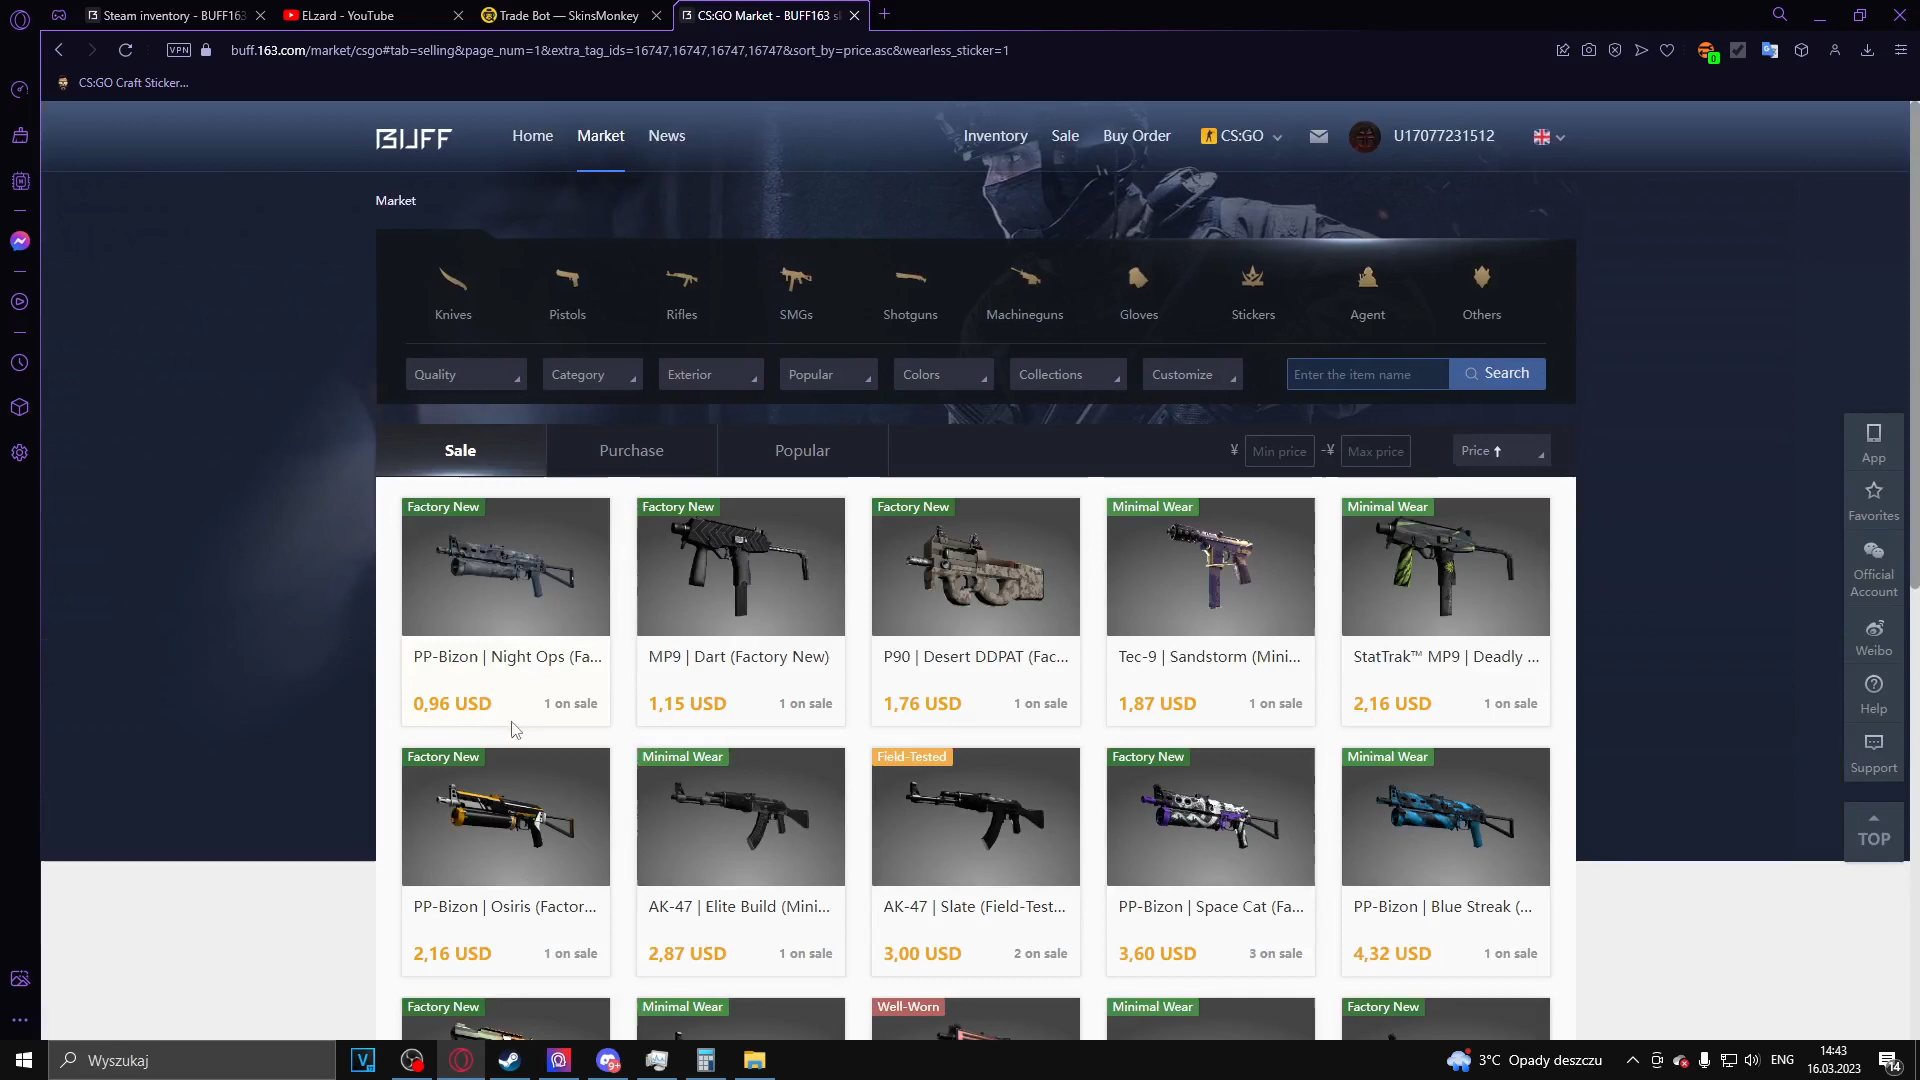 Steam inventory - BUFF163
ELzard - YouTube
Trade Bot — SkinsMonkey
CS:GO Market - BUFF163 s
VPN
buff.163.com/market/csgo#tab=selling&page_num=1&extra_tag_ids=16747,16747,16747,16747&sort_by=price.asc&wearless_sticker=1
0
CS:GO Craft Sticker...
BUFF
Home
Market
News
Inventory
Sale
Buy Order
CS:GO
U17077231512
Market
Knives
Pistols
Rifles
SMGs
Shotguns
Machineguns
Gloves
Stickers
Agent
Others
Quality
Category
Exterior
Popular
Colors
Collections
Customize
Enter the item name
Search
Sale
Purchase
Popular
¥ Min price -¥ Max price
Price
Factory New
PP-Bizon | Night Ops (Fa...
0,96 USD
1 on sale
Factory New
MP9 | Dart (Factory New)
1,15 USD
1 on sale
Factory New
P90 | Desert DDPAT (Fac...
1,76 USD
1 on sale
Minimal Wear
Tec-9 | Sandstorm (Mini...
1,87 USD
1 on sale
Minimal Wear
StatTrak™ MP9 | Deadly ...
2,16 USD
1 on sale
Factory New
PP-Bizon | Osiris (Factor...
2,16 USD
1 on sale
Minimal Wear
AK-47 | Elite Build (Mini...
2,87 USD
1 on sale
Field-Tested
AK-47 | Slate (Field-Test...
3,00 USD
2 on sale
Factory New
PP-Bizon | Space Cat (Fa...
3,60 USD
3 on sale
Minimal Wear
PP-Bizon | Blue Streak (...
4,32 USD
1 on sale
Factory New
Minimal Wear
Well-Worn
Minimal Wear
Factory New
App
Favorites
Official
Account
Weibo
Help
Support
TOP
Wyszukaj
V
9+
3°C Opady deszczu
ENG
14:43
16.03.2023
14